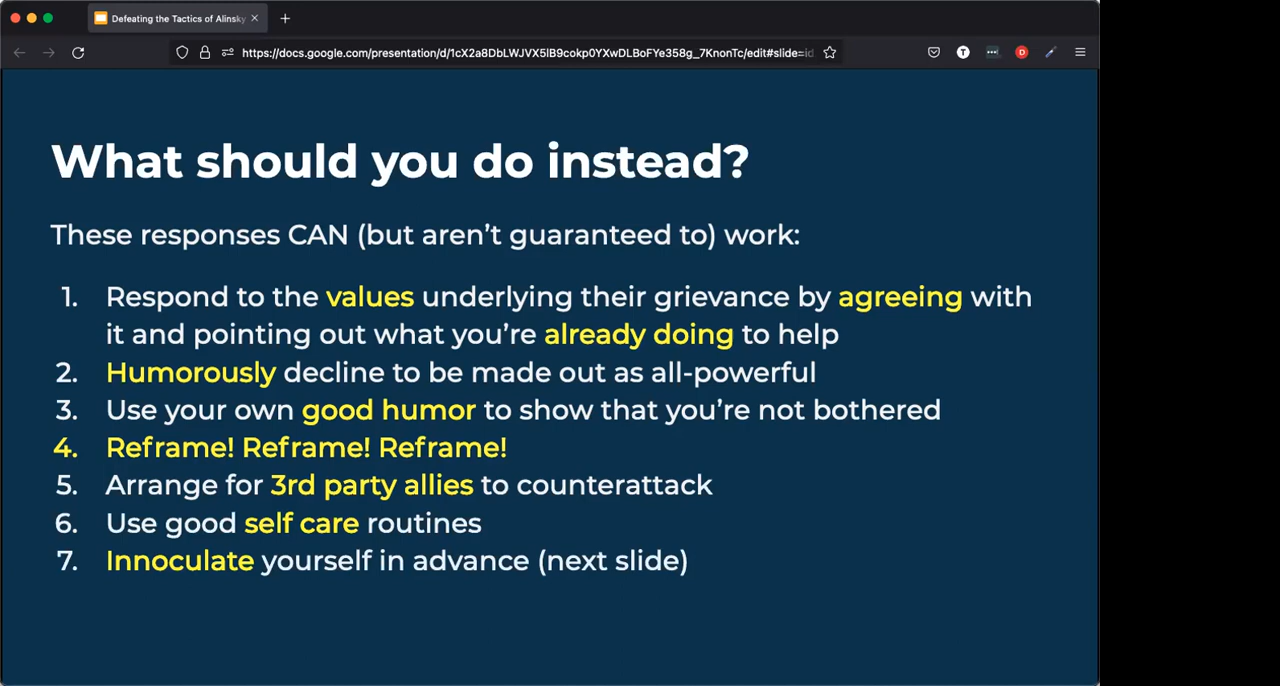 Defeating the Tactics of Alinsky
https://docs.google.com/presentation/d/1cX2a8DbLWJVX5IB9cokp0YXwDLBoFYe358g_7KnonTc/edit#slide=id
T
D
What should you do instead?
These responses CAN (but aren't guaranteed to) work:
1. Respond to the values underlying their grievance by agreeing with
it and pointing out what you're already doing to help
2. Humorously decline to be made out as all-powerful
3. Use your own good humor to show that you're not bothered
4. Reframe! Reframe! Reframe!
5. Arrange for 3rd party allies to counterattack
6. Use good self care routines
7. Innoculate yourself in advance (next slide)